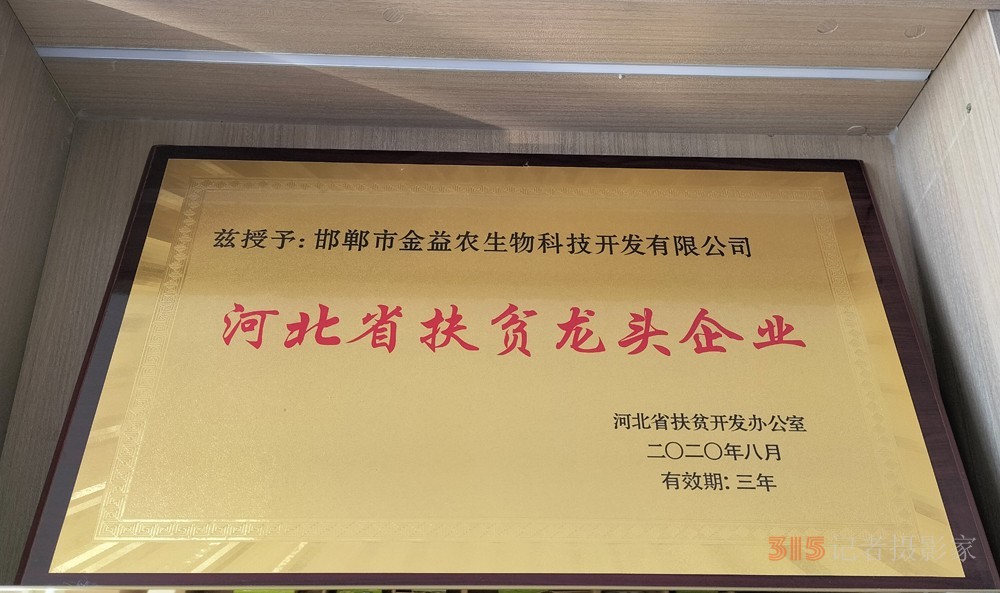 兹授予：邯郸市金益农生物科技开发有限公司
河北省扶贫龙头企业
河北省扶贫开发办公室
二〇二〇年八月
有效期：三年
315记者摄影家